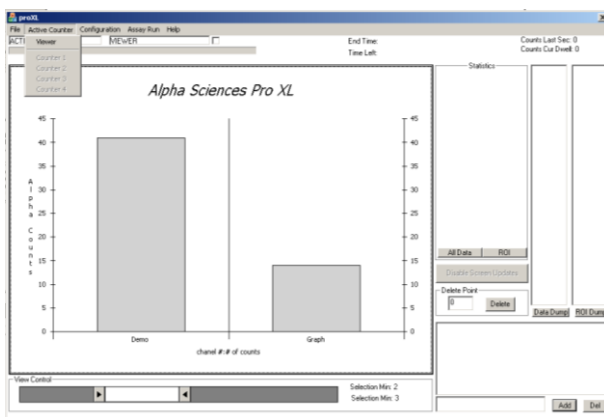 proXL
File Active Counter Configuration Assay Run Help
VIEWER
End Time:
Time Left:
Counts Last Sec: 0
Counts Cur Dwell: 0
Viewer
Counter 1
Counter 2
Counter 3
Counter 4
Alpha Sciences Pro XL
Statistics
45
40
35
30
25
20
15
10
5
0
Alpha Counts
45
40
35
30
25
20
15
10
5
0
Demo
Graph
chanel #:# of counts
All Data
ROI
Disable Screen Updates
Delete Point
0
Delete
Data Dump
ROI Dump
View Control
Selection Min: 2
Selection Min: 3
Add
Del